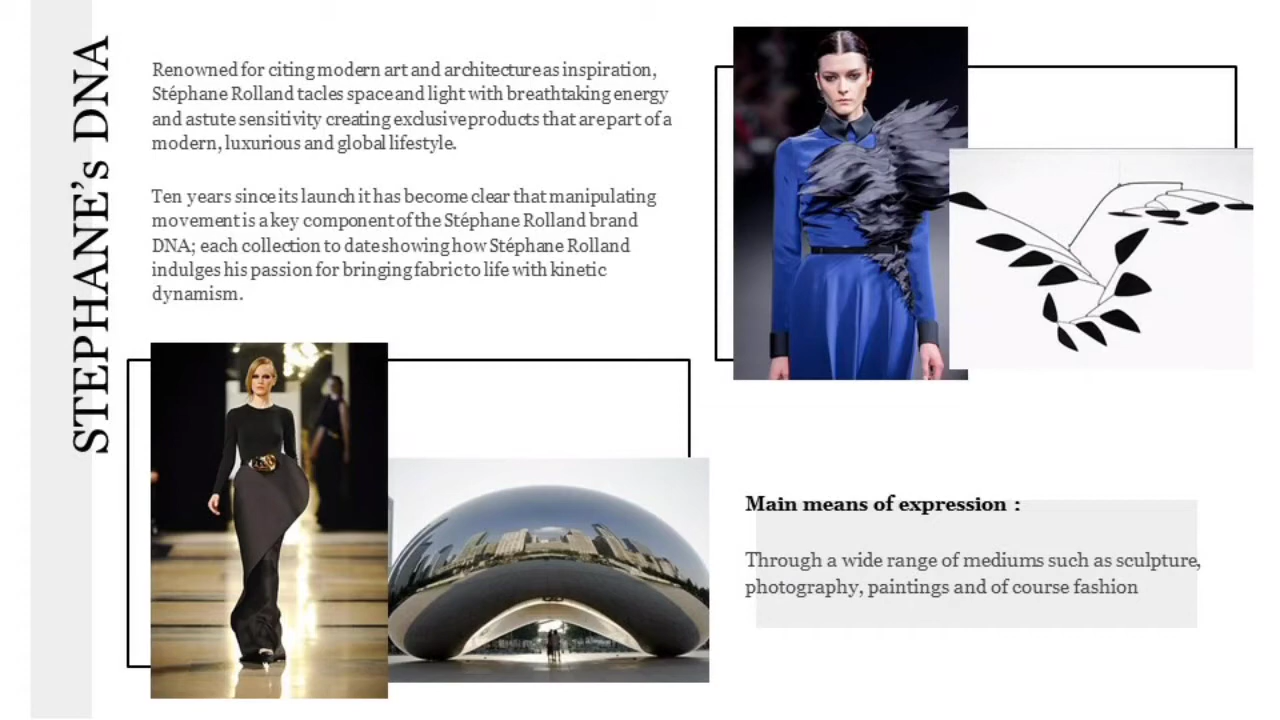 STEPHANE's DNA
Renowned for citing modern art and architecture as inspiration,
Stéphane Rolland tacles space and light with breathtaking energy
and astute sensitivity creating exclusive products that are part of a
modern, luxurious and global lifestyle.
Ten years since its launch it has become clear that manipulating
movement is a key component of the Stéphane Rolland brand
DNA; each collection to date showing how Stéphane Rolland
indulges his passion for bringing fabric to life with kinetic
dynamism.
Main means of expression :
Through a wide range of mediums such as sculpture,
photography, paintings and of course fashion